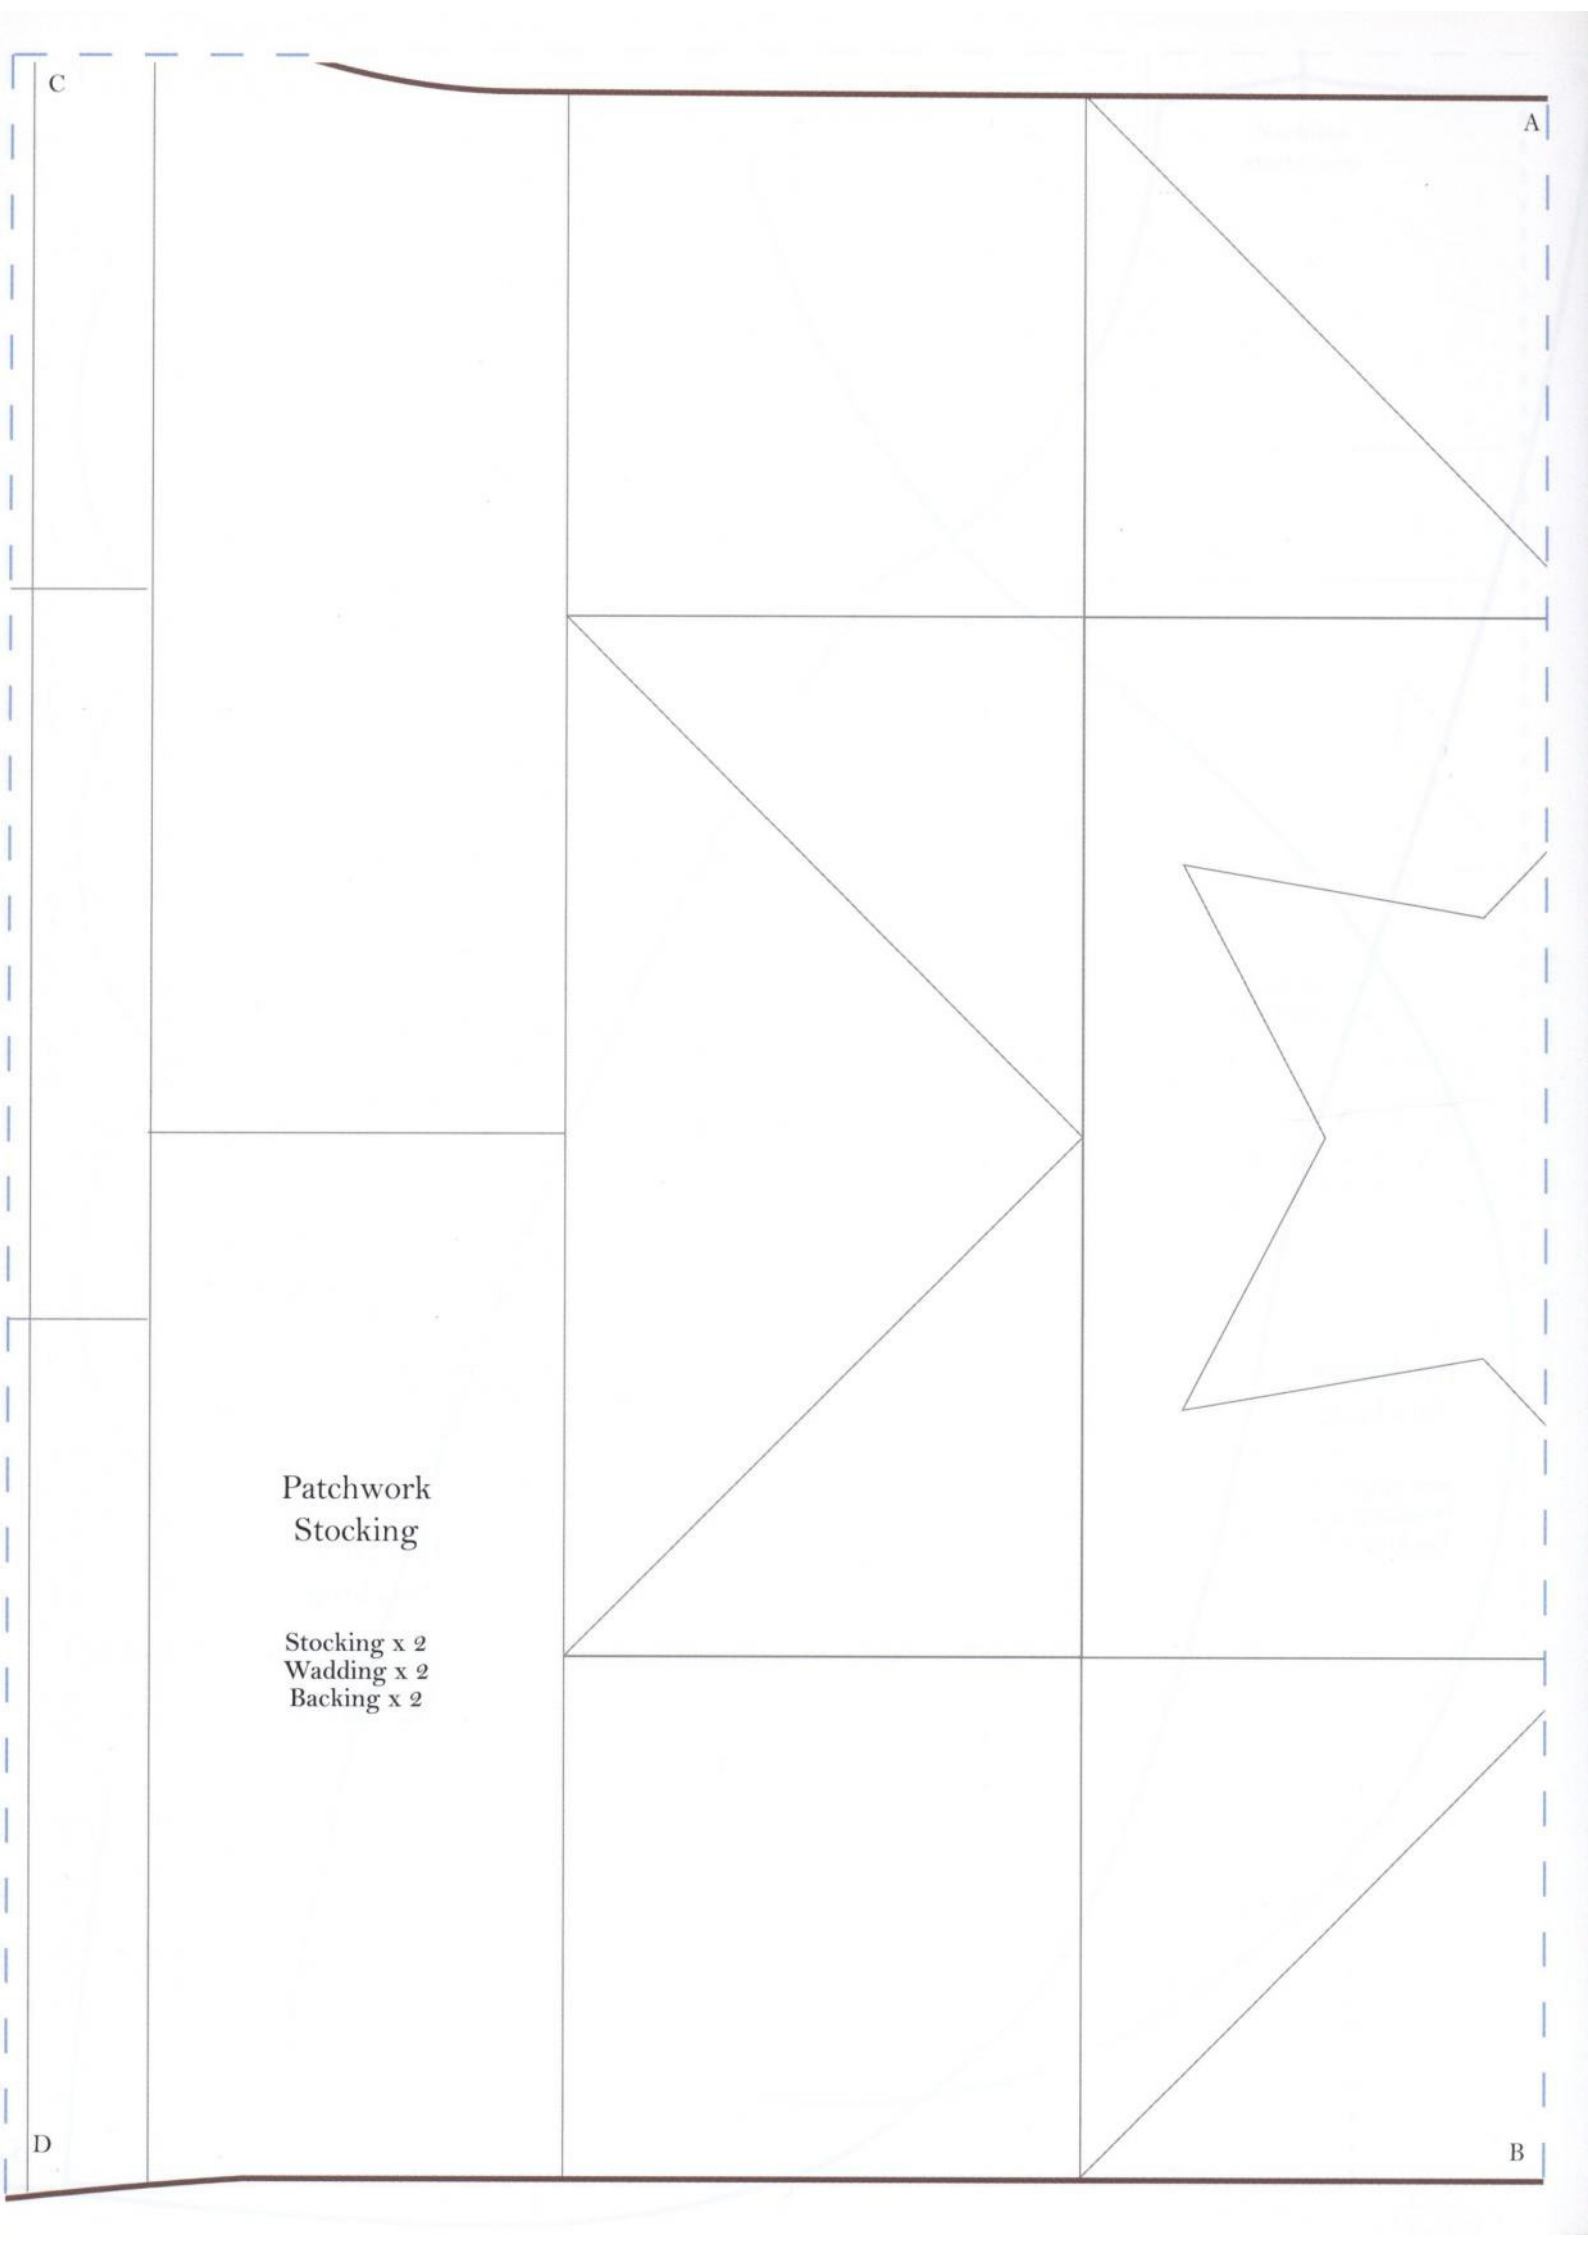 C
A
Patchwork
Stocking
Stocking x 2
Wadding x 2
Backing x 2
D
B